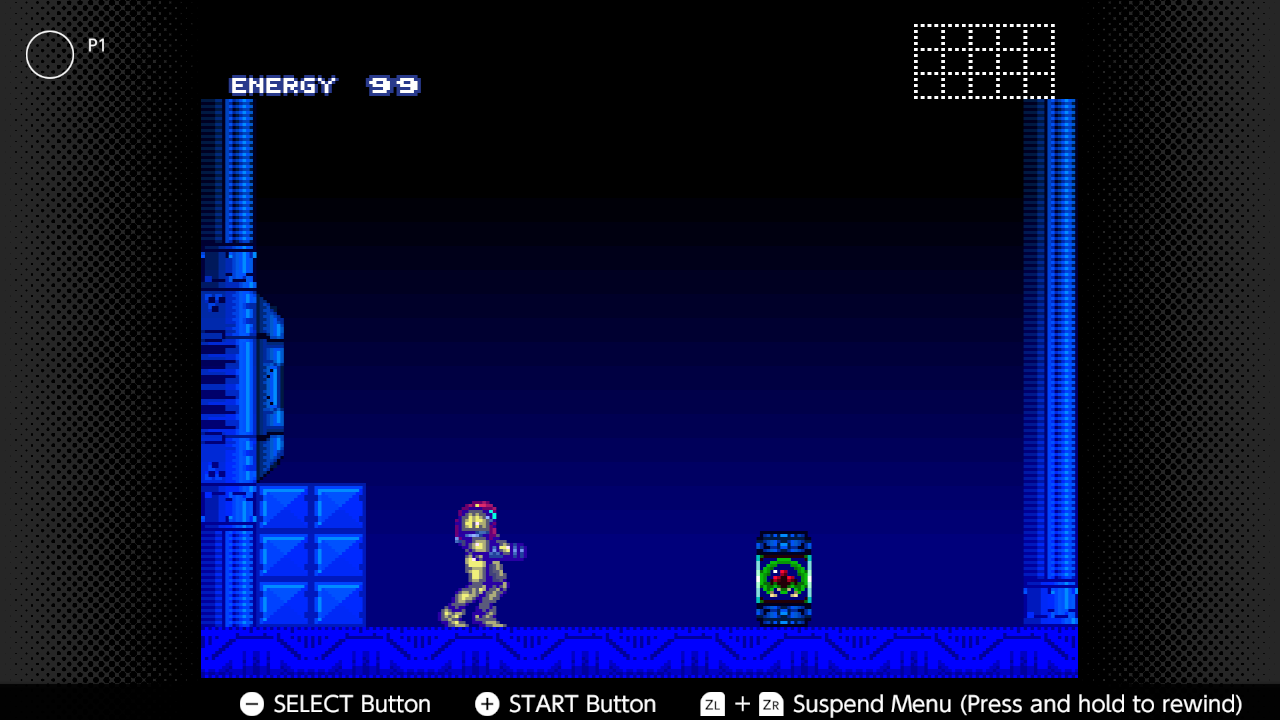 P1
ENERGY 99
SELECT Button START Button ZL + ZR Suspend Menu (Press and hold to rewind)